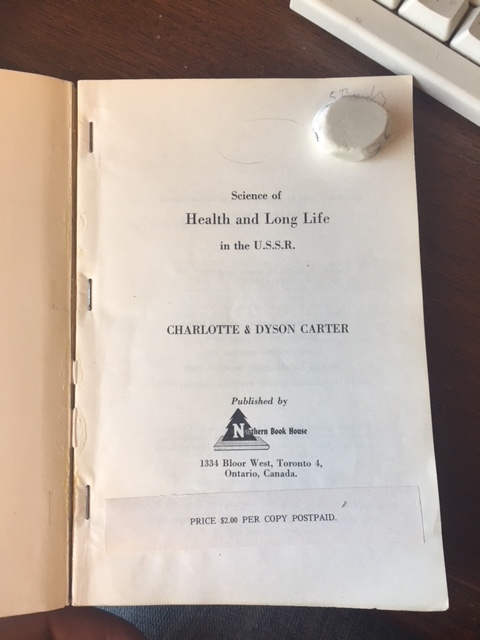 Science of
Health and Long Life
in the U.S.S.R.
CHARLOTTE & DYSON CARTER
Published by
Northern Book House
1334 Bloor West, Toronto 4,
Ontario, Canada.
PRICE $2.00 PER COPY POSTPAID.